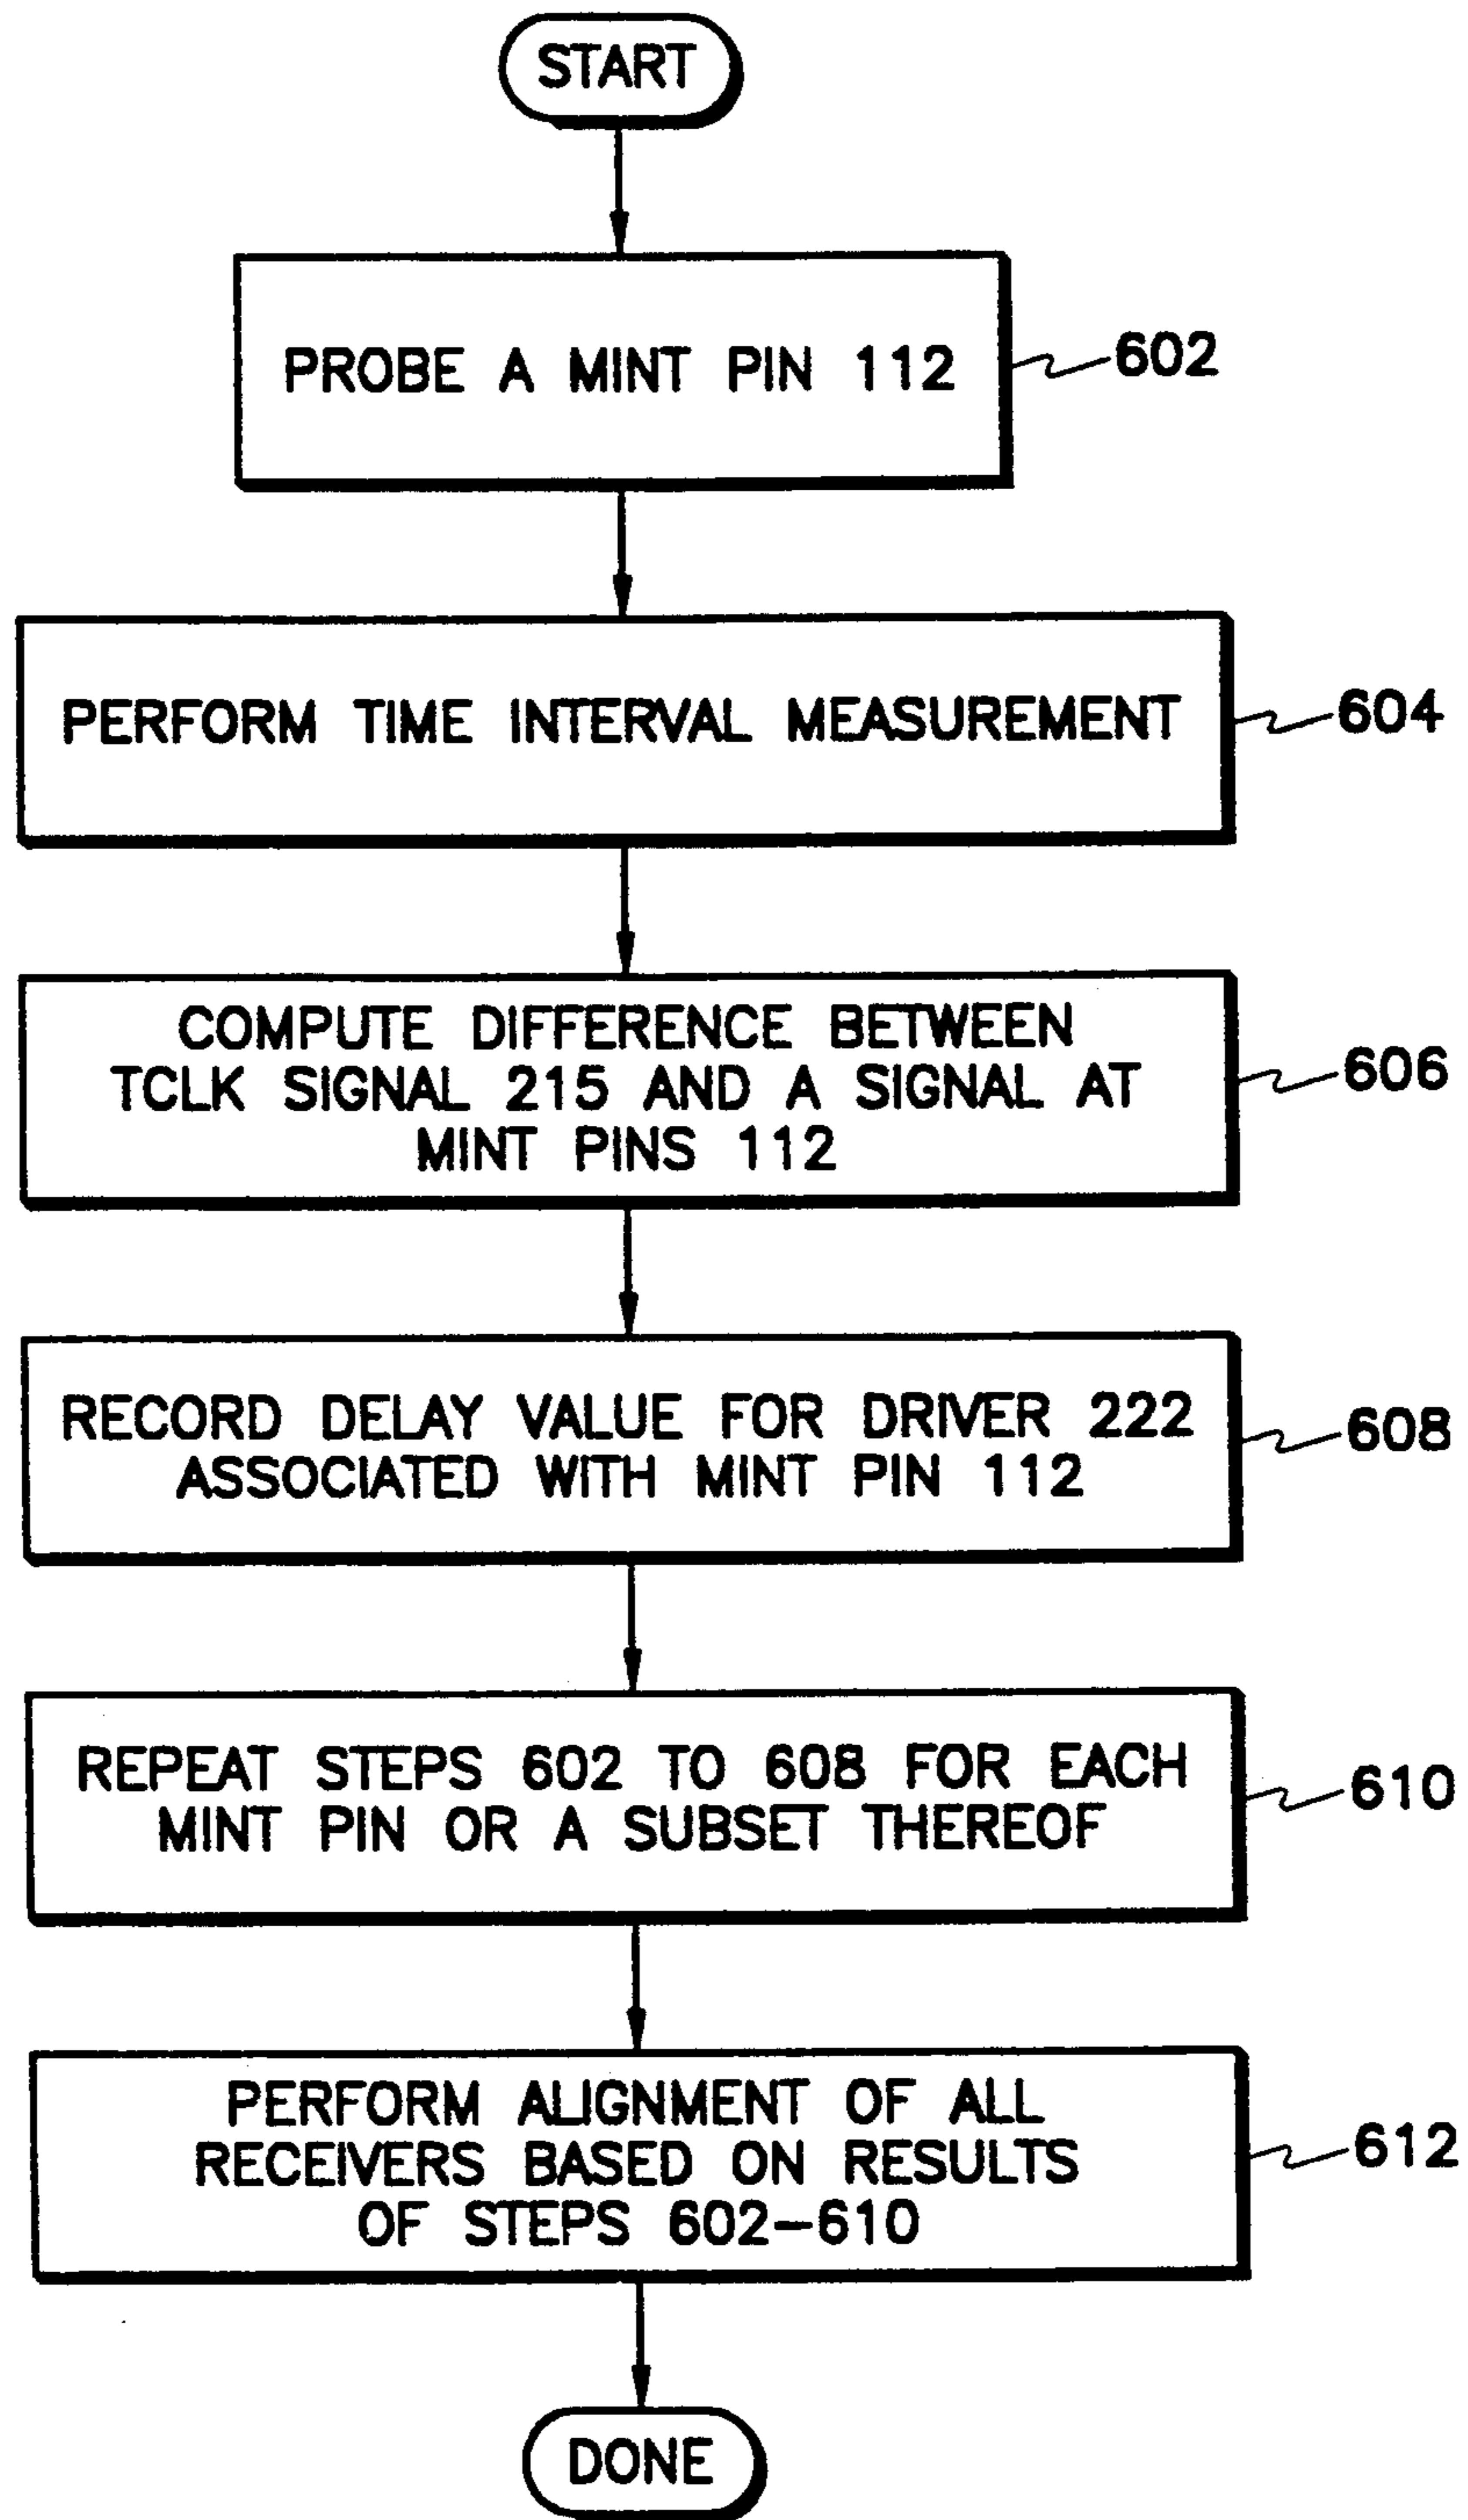 START
PROBE A MINT PIN 112
602
PERFORM TIME INTERVAL MEASUREMENT
604
COMPUTE DIFFERENCE BETWEEN
TCLK SIGNAL 215 AND A SIGNAL AT
MINT PINS 112
606
RECORD DELAY VALUE FOR DRIVER 222
ASSOCIATED WITH MINT PIN 112
608
REPEAT STEPS 602 TO 608 FOR EACH
MINT PIN OR A SUBSET THEREOF
610
PERFORM ALIGNMENT OF ALL
RECEIVERS BASED ON RESULTS
OF STEPS 602-610
612
DONE